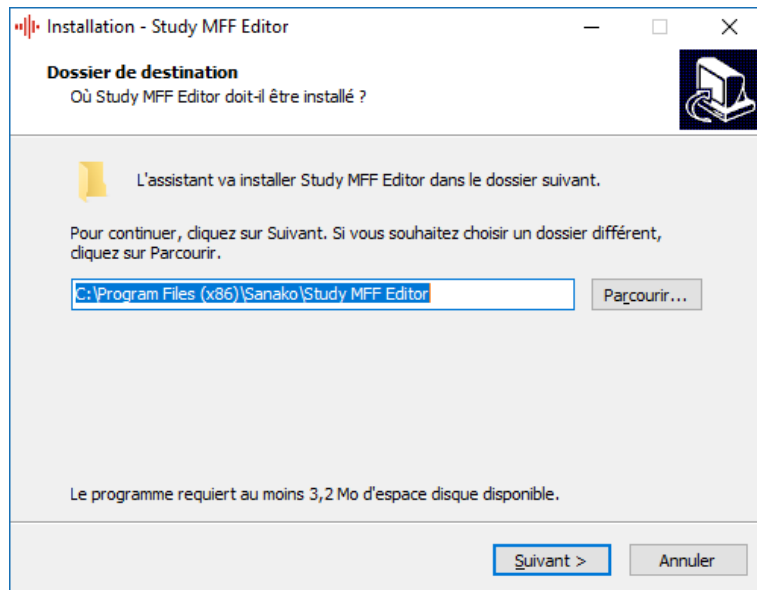 Installation - Study MFF Editor
Dossier de destination
Où Study MFF Editor doit-il être installé ?
L'assistant va installer Study MFF Editor dans le dossier suivant.
Pour continuer, cliquez sur Suivant. Si vous souhaitez choisir un dossier différent,
cliquez sur Parcourir.
C:\Program Files (x86)\Sanako\Study MFF Editor
Parcourir...
Le programme requiert au moins 3,2 Mo d'espace disque disponible.
Suivant >
Annuler